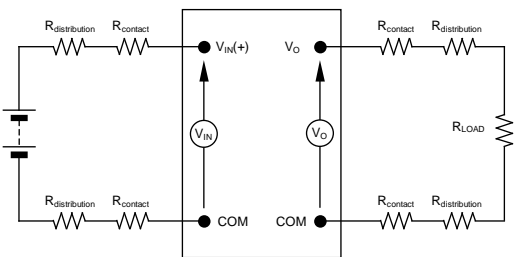 Rdistribution Rcontact Rcontact Rdistribution
VIN(+) VO
VIN VO RLOAD
Rdistribution Rcontact Rcontact Rdistribution
COM COM